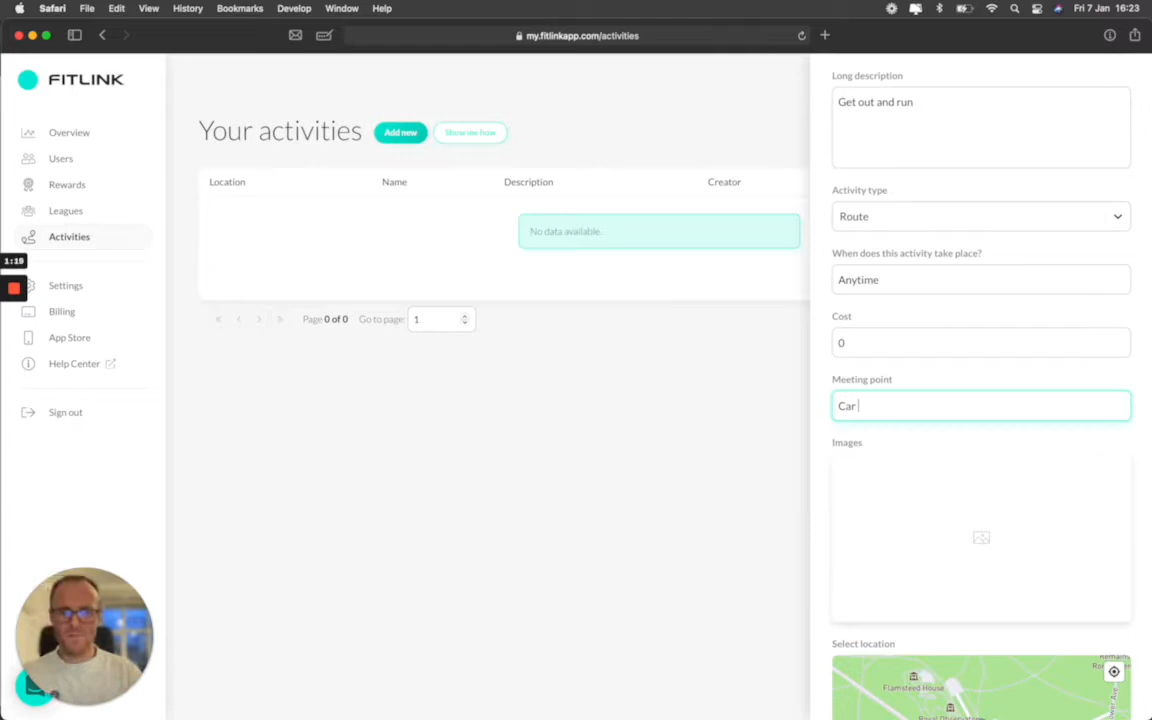 Safari File Edit View History Bookmarks Develop Window Help Fri 7 Jan 16:23
my.fitlinkapp.com/activities
FITLINK
Overview
Users
Rewards
Leagues
Activities
1:19
Settings
Billing
App Store
Help Center
Sign out
Your activities Add new Show me how
Location Name Description Creator
No data available.
Page 0 of 0 Go to page: 1
Long description
Get out and run
Activity type
Route
When does this activity take place?
Anytime
Cost
0
Meeting point
Car
Images
Select location
Remains
Flamsteed House
Royal Observatory